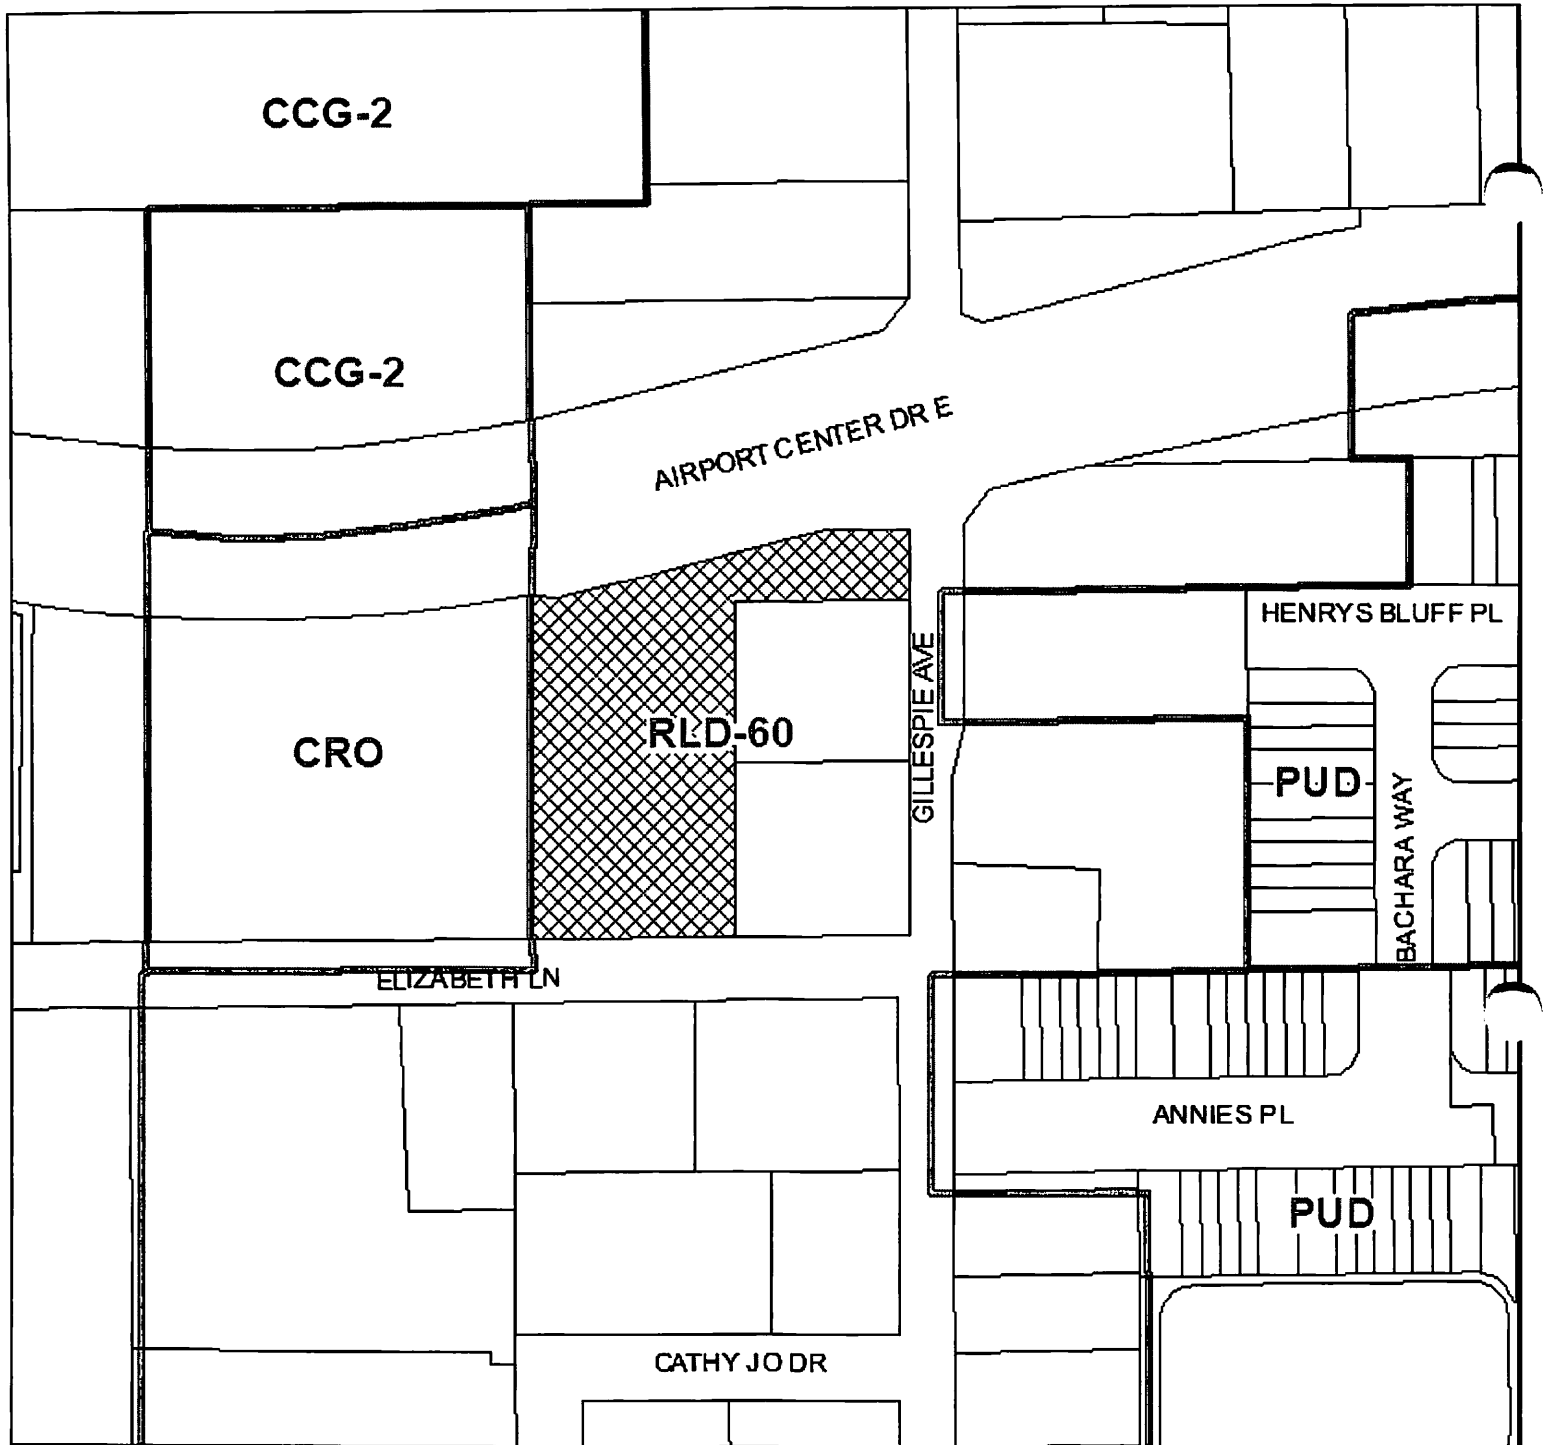 CCG-2
CCG-2
AIRPORT CENTER DR E
HENRYS BLUFF PL
GILLESPIE AVE
RLD-60
CRO
PUD
BACHARA WAY
ELIZABETH LN
ANNIES PL
PUD
CATHY JO DR